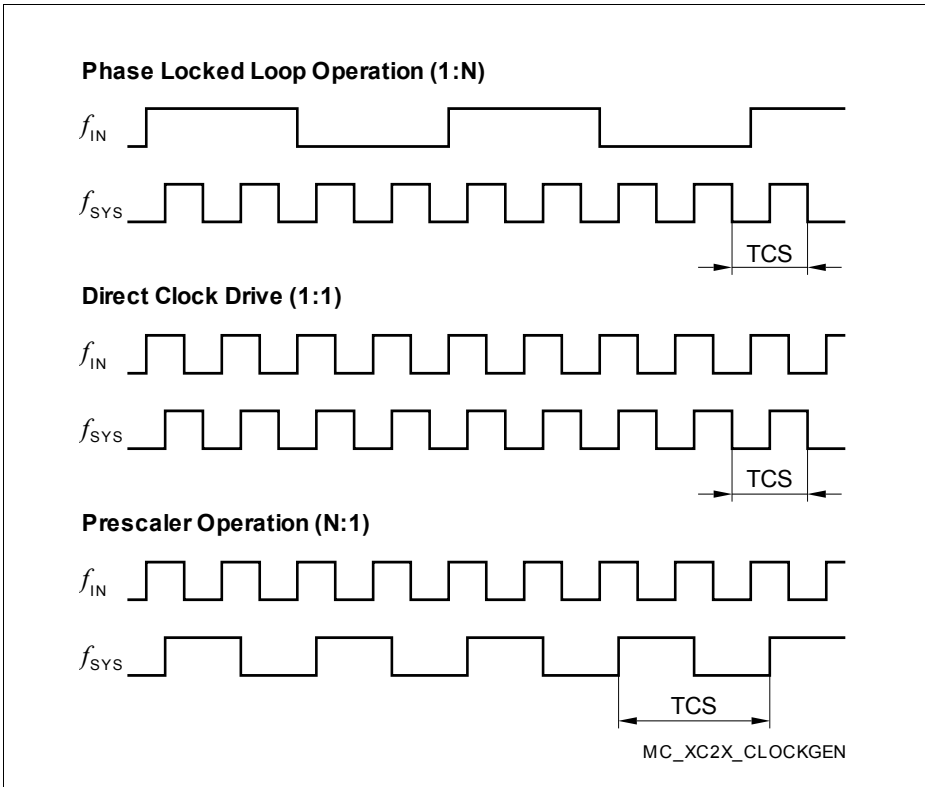 Phase Locked Loop Operation (1:N)
fIN
fSYS
TCS
Direct Clock Drive (1:1)
fIN
fSYS
TCS
Prescaler Operation (N:1)
fIN
fSYS
TCS
MC_XC2X_CLOCKGEN